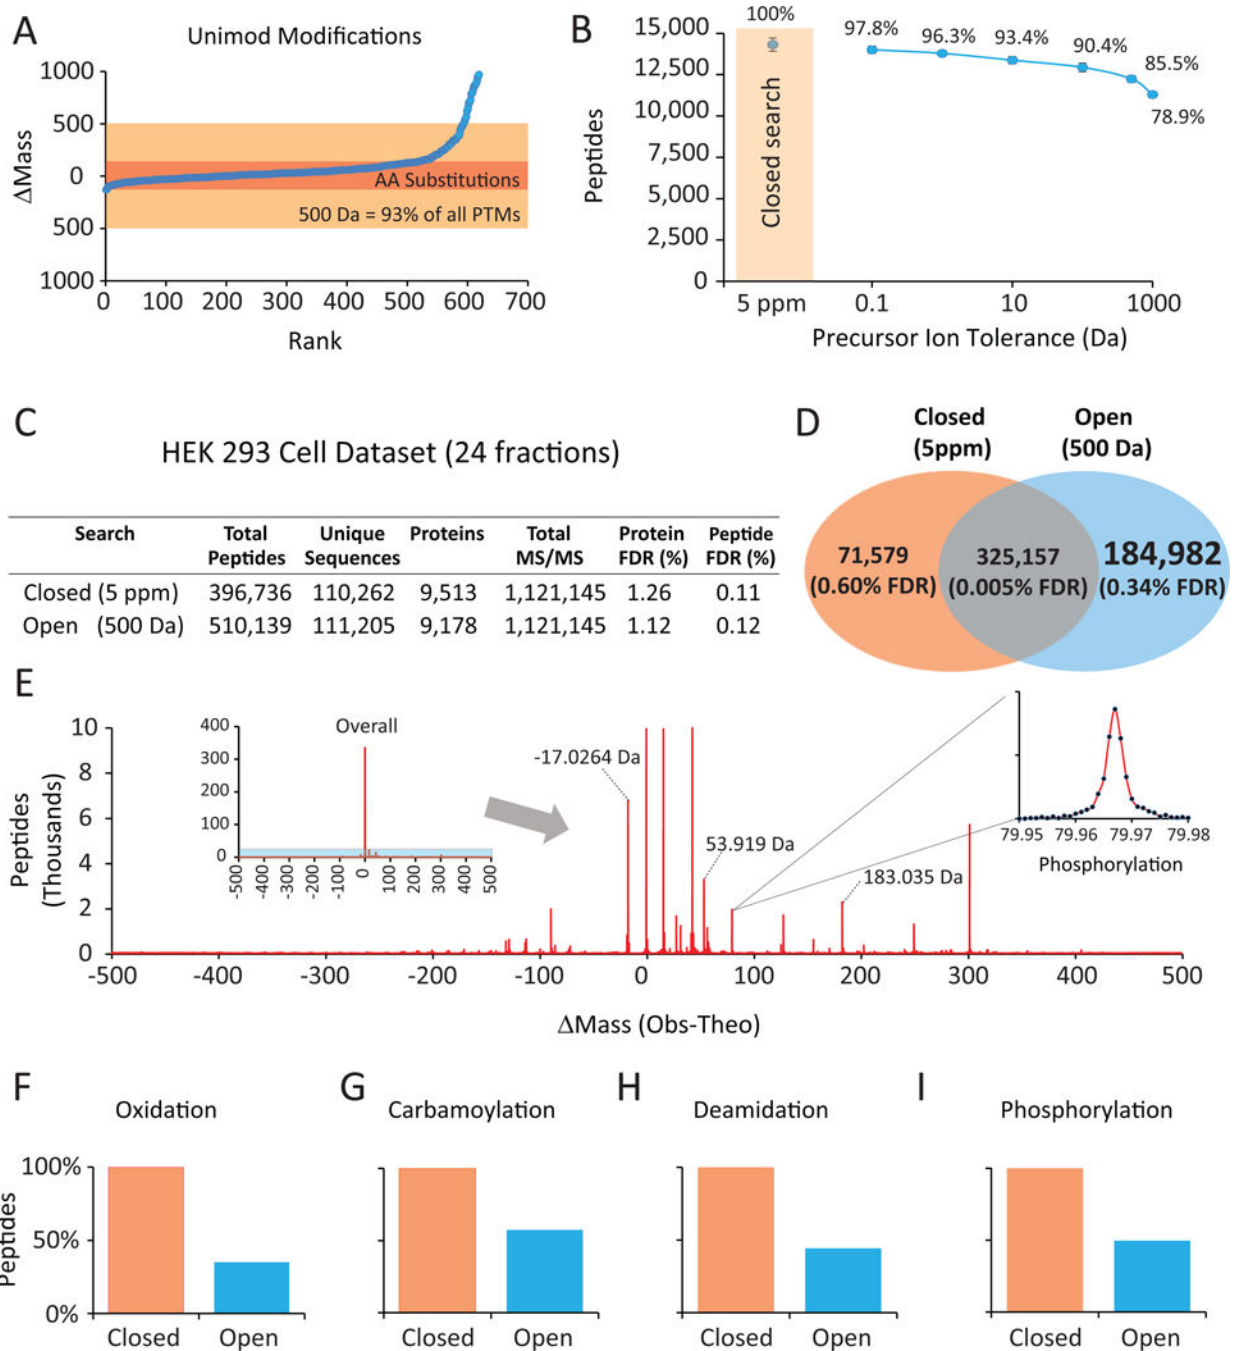 A
Unimod Modifications
ΔMass
1000
500
0
500
1000
AA Substitutions
500 Da = 93% of all PTMs
0 100 200 300 400 500 600 700
Rank
B
Peptides
15,000
12,500
10,000
7,500
5,000
2,500
0
100%
Closed search
97.8%
96.3%
93.4%
90.4%
85.5%
78.9%
5 ppm 0.1 10 1000
Precursor Ion Tolerance (Da)
C
HEK 293 Cell Dataset (24 fractions)
Search Total Unique Proteins Total Protein Peptide
Peptides Sequences MS/MS FDR (%) FDR (%)
Closed (5 ppm) 396,736 110,262 9,513 1,121,145 1.26 0.11
Open (500 Da) 510,139 111,205 9,178 1,121,145 1.12 0.12
D
Closed
(5ppm)
Open
(500 Da)
71,579
(0.60% FDR)
325,157
(0.005% FDR)
184,982
(0.34% FDR)
E
Peptides
(Thousands)
10
8
6
4
2
0
Overall
400
300
200
100
0
-500 -400 -300 -200 -100 0 100 200 300 400 500
-17.0264 Da
53.919 Da
183.035 Da
79.95 79.96 79.97 79.98
Phosphorylation
-500 -400 -300 -200 -100 0 100 200 300 400 500
ΔMass (Obs-Theo)
F
Oxidation
Peptides
100%
50%
0%
Closed Open
G
Carbamoylation
Closed Open
H
Deamidation
Closed Open
I
Phosphorylation
Closed Open